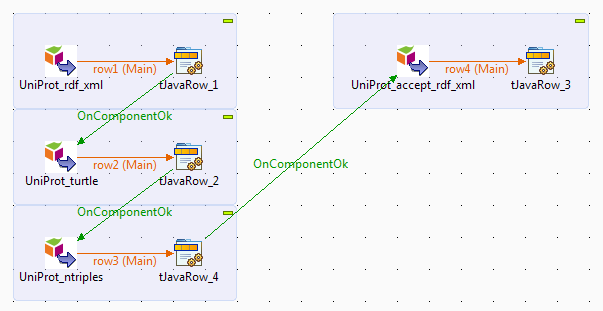 row1 (Main)
UniProt_rdf_xml
tJavaRow_1
OnComponentOk
row2 (Main)
UniProt_turtle
tJavaRow_2
OnComponentOk
row3 (Main)
UniProt_ntriples
tJavaRow_4
OnComponentOk
row4 (Main)
UniProt_accept_rdf_xml
tJavaRow_3